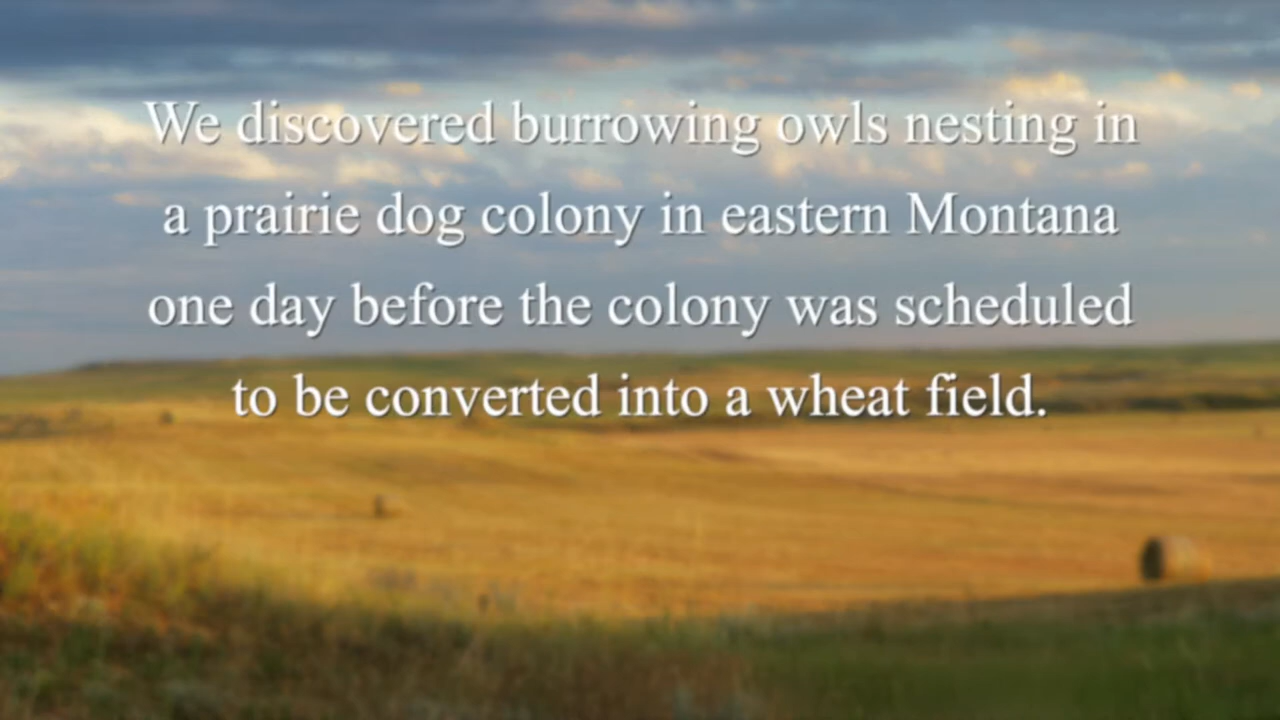 We discovered burrowing owls nesting in
a prairie dog colony in eastern Montana
one day before the colony was scheduled
to be converted into a wheat field.